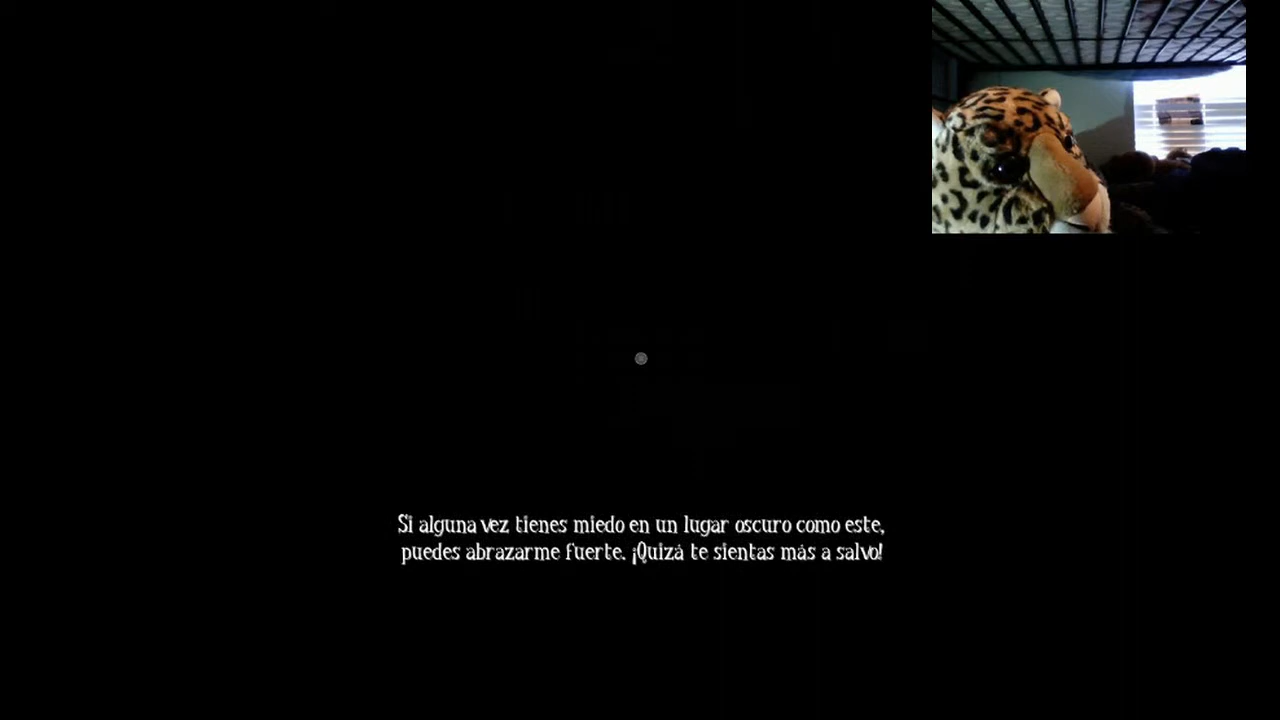 Si alguna vez tienes miedo en un lugar oscuro como este,
puedes abrazarme fuerte. ¡Quizá te sientas más a salvo!